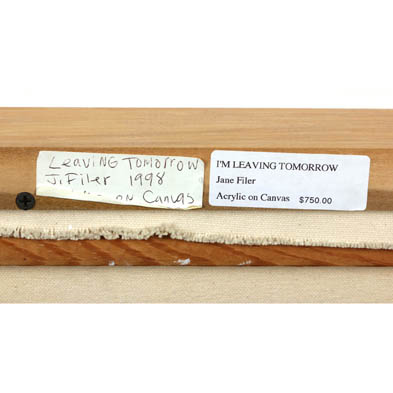 Leaving Tomorrow
J. Filer 1998
on Canvas
I'M LEAVING TOMORROW
Jane Filer
Acrylic on Canvas $750.00